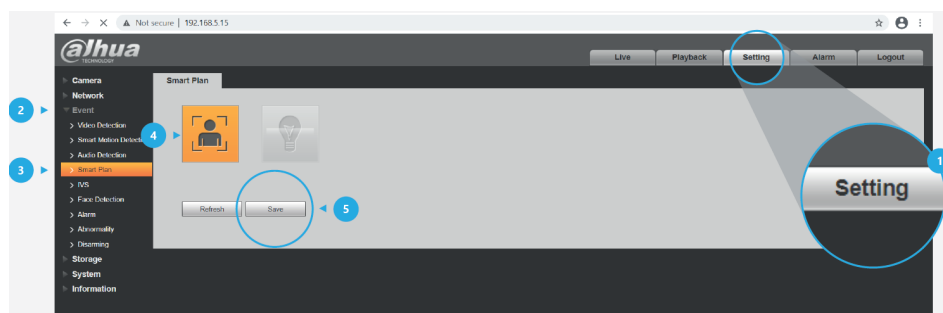 Not secure | 192.168.5.15
alhua
TECHNOLOGY
Live Playback Setting Alarm Logout
1
Camera
Smart Plan
Network
2
Event
Video Detection
Smart Motion Detectio
4
Audio Detection
3
Smart Plan
IVS
Setting
Face Detection
Refresh Save
5
Alarm
Abnormality
Disarming
Storage
System
Information